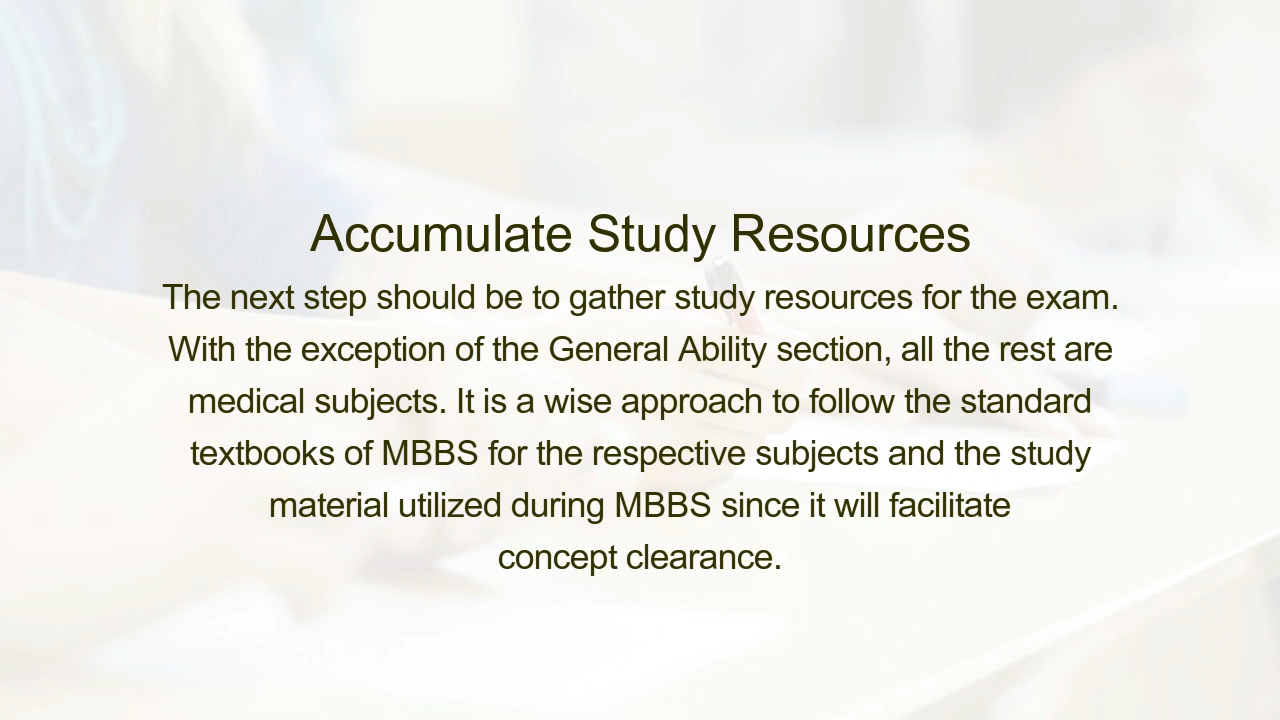 Accumulate Study Resources
The next step should be to gather study resources for the exam.
With the exception of the General Ability section, all the rest are
medical subjects. It is a wise approach to follow the standard
textbooks of MBBS for the respective subjects and the study
material utilized during MBBS since it will facilitate
concept clearance.